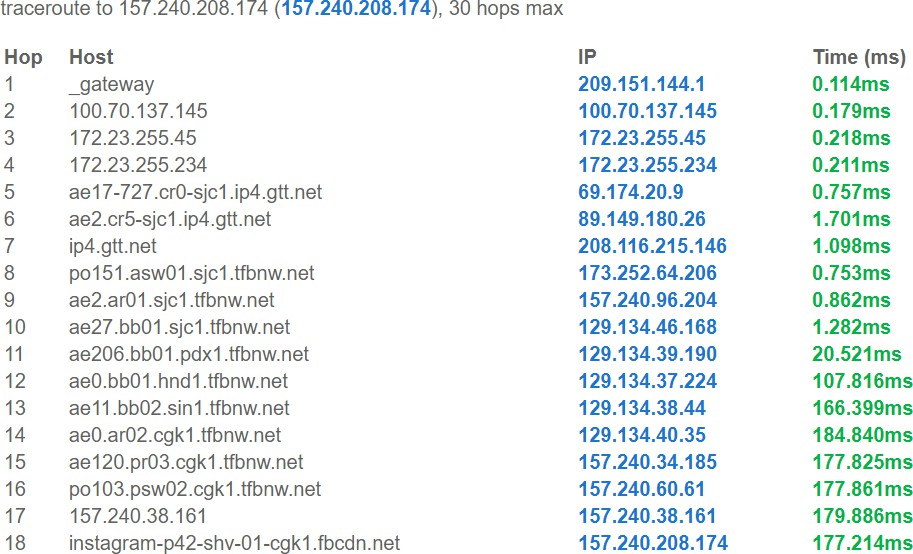 traceroute to 157.240.208.174 (157.240.208.174), 30 hops max
Hop Host IP Time (ms)
1 _gateway 209.151.144.1 0.114ms
2 100.70.137.145 100.70.137.145 0.179ms
3 172.23.255.45 172.23.255.45 0.218ms
4 172.23.255.234 172.23.255.234 0.211ms
5 ae17-727.cr0-sjc1.ip4.gtt.net 69.174.20.9 0.757ms
6 ae2.cr5-sjc1.ip4.gtt.net 89.149.180.26 1.701ms
7 ip4.gtt.net 208.116.215.146 1.098ms
8 po151.asw01.sjc1.tfbnw.net 173.252.64.206 0.753ms
9 ae2.ar01.sjc1.tfbnw.net 157.240.96.204 0.862ms
10 ae27.bb01.sjc1.tfbnw.net 129.134.46.168 1.282ms
11 ae206.bb01.pdx1.tfbnw.net 129.134.39.190 20.521ms
12 ae0.bb01.hnd1.tfbnw.net 129.134.37.224 107.816ms
13 ae11.bb02.sin1.tfbnw.net 129.134.38.44 166.399ms
14 ae0.ar02.cgk1.tfbnw.net 129.134.40.35 184.840ms
15 ae120.pr03.cgk1.tfbnw.net 157.240.34.185 177.825ms
16 po103.psw02.cgk1.tfbnw.net 157.240.60.61 177.861ms
17 157.240.38.161 157.240.38.161 179.886ms
18 instagram-p42-shv-01-cgk1.fbcdn.net 157.240.208.174 177.214ms